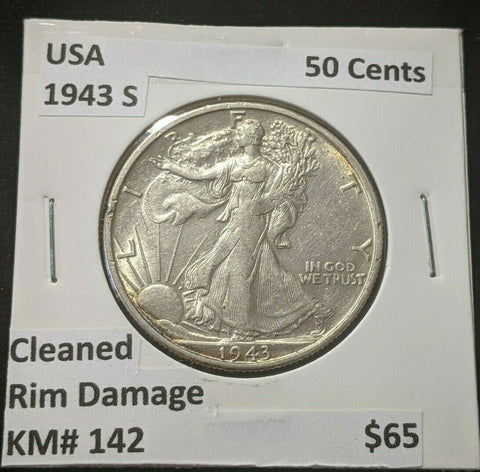 USA
50 Cents
1943 S
LIBERTY
IN GOD
WE TRUST
1943
Cleaned
Rim Damage
KM# 142
$65